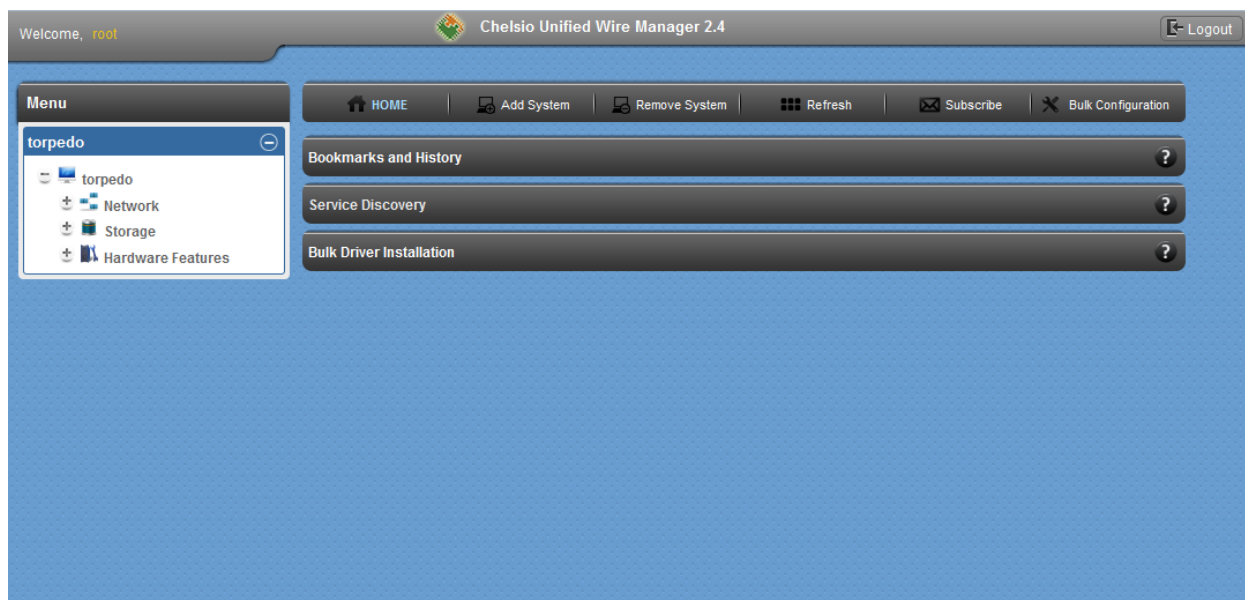 Welcome, root
Chelsio Unified Wire Manager 2.4
Logout
Menu
HOME
Add System
Remove System
Refresh
Subscribe
Bulk Configuration
torpedo
torpedo
Network
Storage
Hardware Features
Bookmarks and History
?
Service Discovery
?
Bulk Driver Installation
?